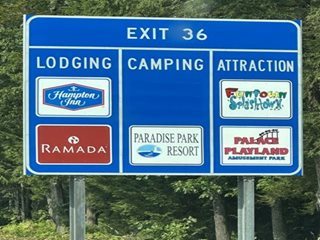 EXIT 36
LODGING
CAMPING
ATTRACTION
Hampton
Inn
Funtown
Splashtown
RAMADA
PARADISE PARK
RESORT
PALACE
PLAYLAND
AMUSEMENT PARK